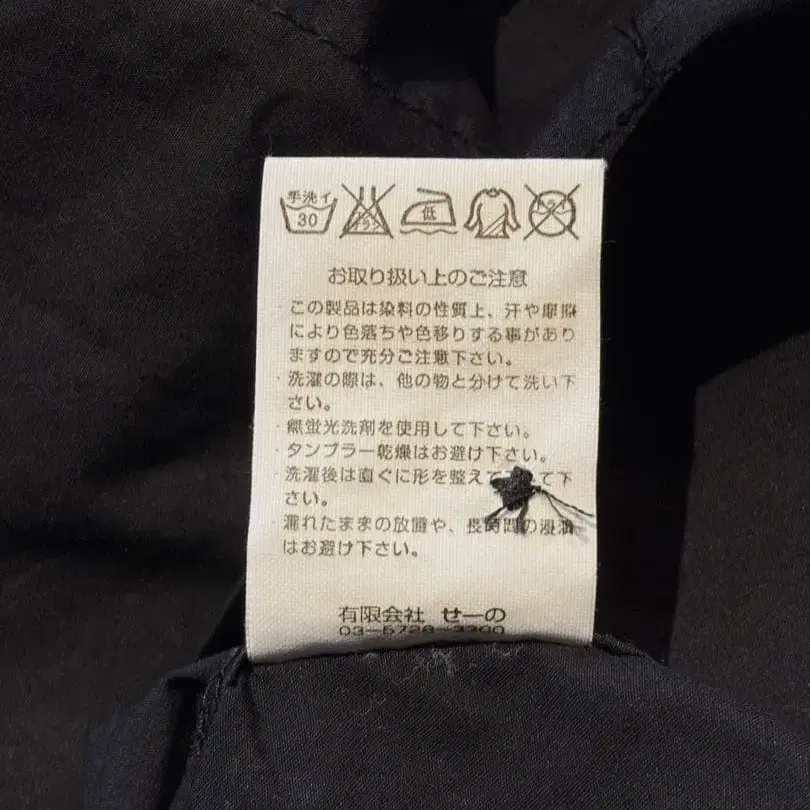 手洗イ
30
低
お取り扱い上のご注意
・この製品は染料の性質上、汗や摩擦
により色落ちや色移りする事があり
ますので充分ご注意下さい。
・洗濯の際は、他の物と分けて洗い下
さい。
・無蛍光洗剤を使用して下さい。
・タンブラー乾燥はお避け下さい。
・洗濯後は直ぐに形を整えて て下
さい。
・濡れたままの放置や、長時間の浸漬
はお避け下さい。
有限会社 せーの
03-5728-3200